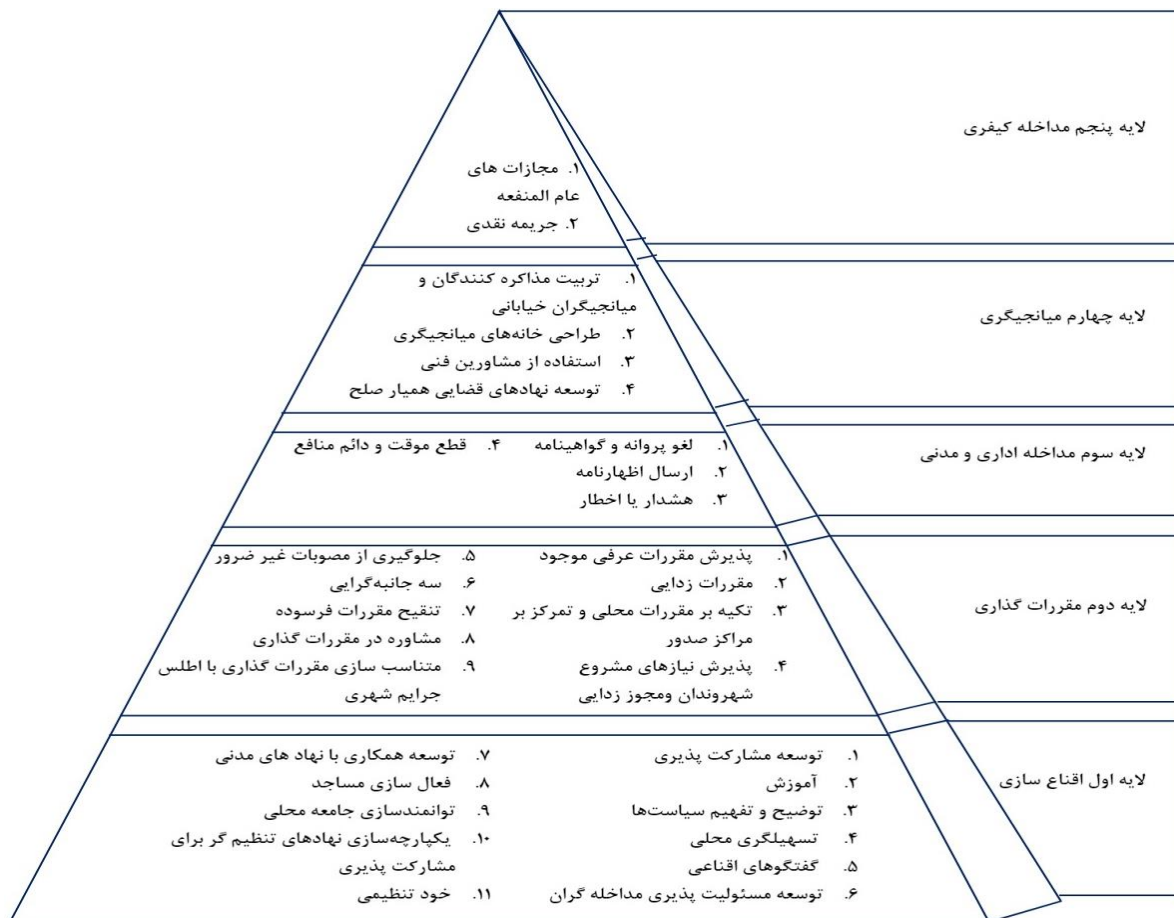 لایه پنجم مداخله کیفری
۱. مجازات های
عام المنفعه
۲. جریمه نقدی
لایه چهارم میانجیگری
۱. تربیت مذاکره کنندگان و
میانجیگران خیابانی
۲. طراحی خانه‌های میانجیگری
۳. استفاده از مشاورین فنی
۴. توسعه نهادهای قضایی همیار صلح
لایه سوم مداخله اداری و مدنی
۱. لغو پروانه و گواهینامه
۲. ارسال اظهارنامه
۳. هشدار یا اخطار
۴. قطع موقت و دائم منافع
لایه دوم مقررات گذاری
۱. پذیرش مقررات عرفی موجود
۲. مقررات زدایی
۳. تکیه بر مقررات محلی و تمرکز بر
مراکز صدور
۴. پذیرش نیازهای مشروع
شهروندان ومجوز زدایی
۵. جلوگیری از مصوبات غیر ضرور
۶. سه جانبه‌گرایی
۷. تنقیح مقررات فرسوده
۸. مشاوره در مقررات گذاری
۹. متناسب سازی مقررات گذاری با اطلس
جرایم شهری
لایه اول اقناع سازی
۱. توسعه مشارکت پذیری
۲. آموزش
۳. توضیح و تفهیم سیاست‌ها
۴. تسهیلگری محلی
۵. گفتگوهای اقناعی
۶. توسعه مسئولیت پذیری مداخله گران
۷. توسعه همکاری با نهاد های مدنی
۸. فعال سازی مساجد
۹. توانمندسازی جامعه محلی
۱۰. یکپارچه‌سازی نهادهای تنظیم گر برای
مشارکت پذیری
۱۱. خود تنظیمی